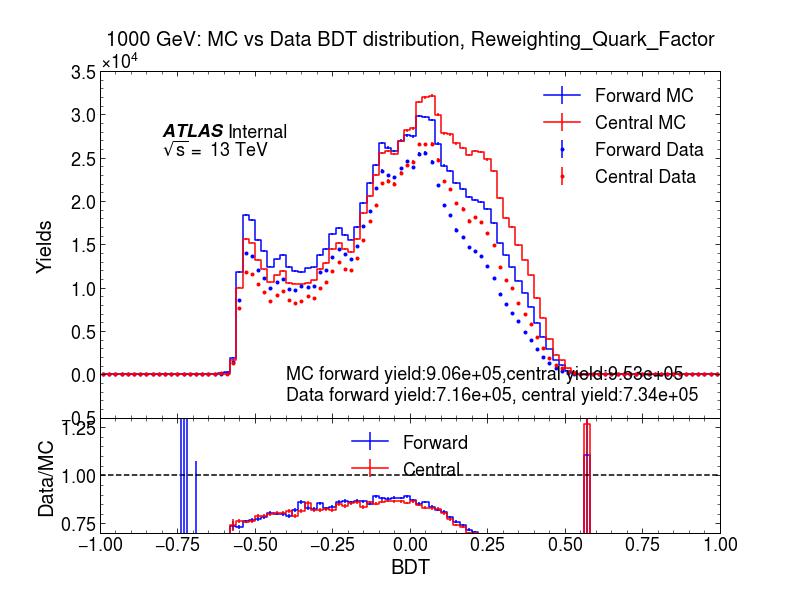 1000 GeV: MC vs Data BDT distribution, Reweighting_Quark_Factor
×10⁴
3.5
3.0
2.5
2.0
1.5
1.0
0.5
0.0
0.5
Yields
ATLAS Internal
√s = 13 TeV
Forward MC
Central MC
Forward Data
Central Data
MC forward yield:9.06e+05,central yield:9.53e+05
Data forward yield:7.16e+05, central yield:7.34e+05
1.25
1.00
0.75
Data/MC
Forward
Central
−1.00 −0.75 −0.50 −0.25 0.00 0.25 0.50 0.75 1.00
BDT